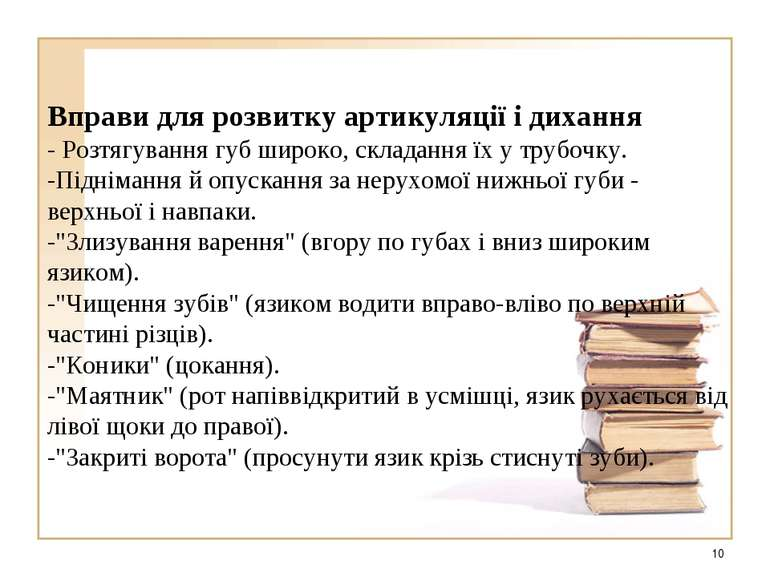 Вправи для розвитку артикуляції і дихання
- Розтягування губ широко, складання їх у трубочку.
-Піднімання й опускання за нерухомої нижньої губи -
верхньої і навпаки.
-"Злизування варення" (вгору по губах і вниз широким
язиком).
-"Чищення зубів" (язиком водити вправо-вліво по верхній
частині різців).
-"Коники" (цокання).
-"Маятник" (рот напіввідкритий в усмішці, язик рухається від
лівої щоки до правої).
-"Закриті ворота" (просунути язик крізь стиснуті зуби).
10